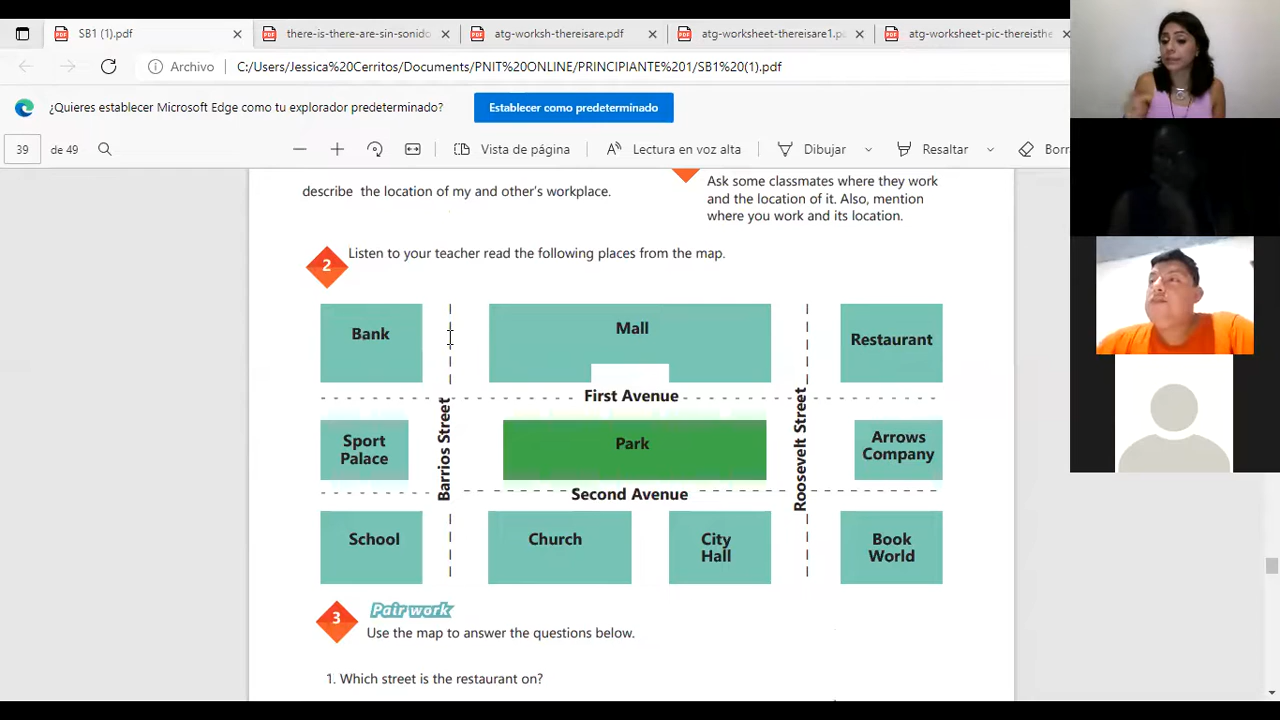 SB1 (1).pdf
there-is-there-are-sin-sonido
atg-worksh-thereisare.pdf
atg-worksheet-thereisare1.p
atg-worksheet-pic-thereisthe
Archivo
C:/Users/Jessica%20Cerritos/Documents/PNIT%20ONLINE/PRINCIPIANTE%201/SB1%20(1).pdf
¿Quieres establecer Microsoft Edge como tu explorador predeterminado?
Establecer como predeterminado
39 de 49
Vista de página
Lectura en voz alta
Dibujar
Resaltar
Borr
describe the location of my and other's workplace.
Ask some classmates where they work
and the location of it. Also, mention
where you work and its location.
2 Listen to your teacher read the following places from the map.
Bank
Mall
Restaurant
First Avenue
Barrios Street
Roosevelt Street
Sport
Palace
Park
Arrows
Company
Second Avenue
School
Church
City
Hall
Book
World
3 Pair work
Use the map to answer the questions below.
1. Which street is the restaurant on?